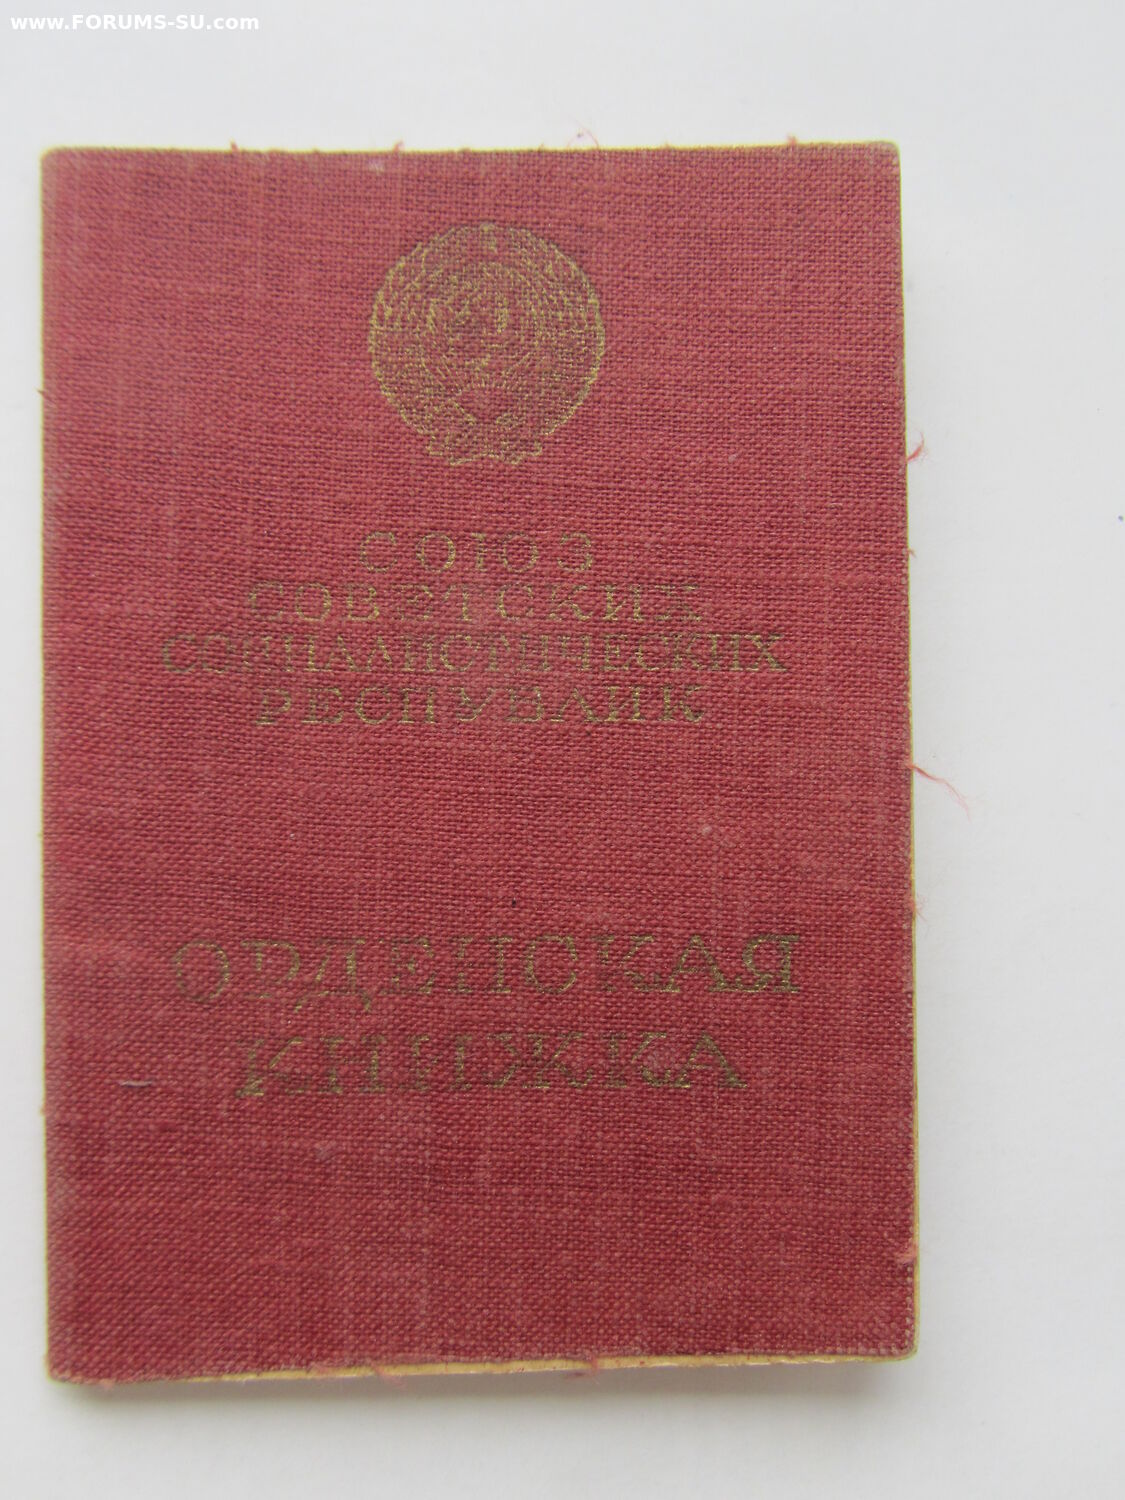 www.FORUMS-SU.com
СОЮЗ
СОВЕТСКИХ
СОЦИАЛИСТИЧЕСКИХ
РЕСПУБЛИК
ОРДЕНСКАЯ
КНИЖКА